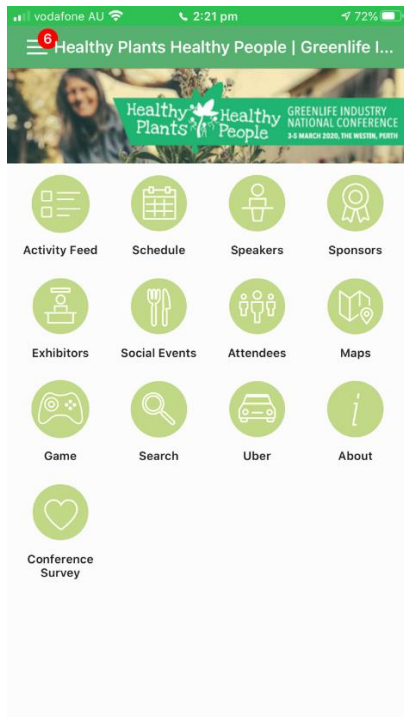 vodafone AU 2:21 pm 72%
6
Healthy Plants Healthy People | Greenlife I...
Healthy Plants Healthy People
GREENLIFE INDUSTRY
NATIONAL CONFERENCE
3-5 MARCH 2020, THE WESTIN, PERTH
Activity Feed Schedule Speakers Sponsors
Exhibitors Social Events Attendees Maps
Game Search Uber About
Conference
Survey